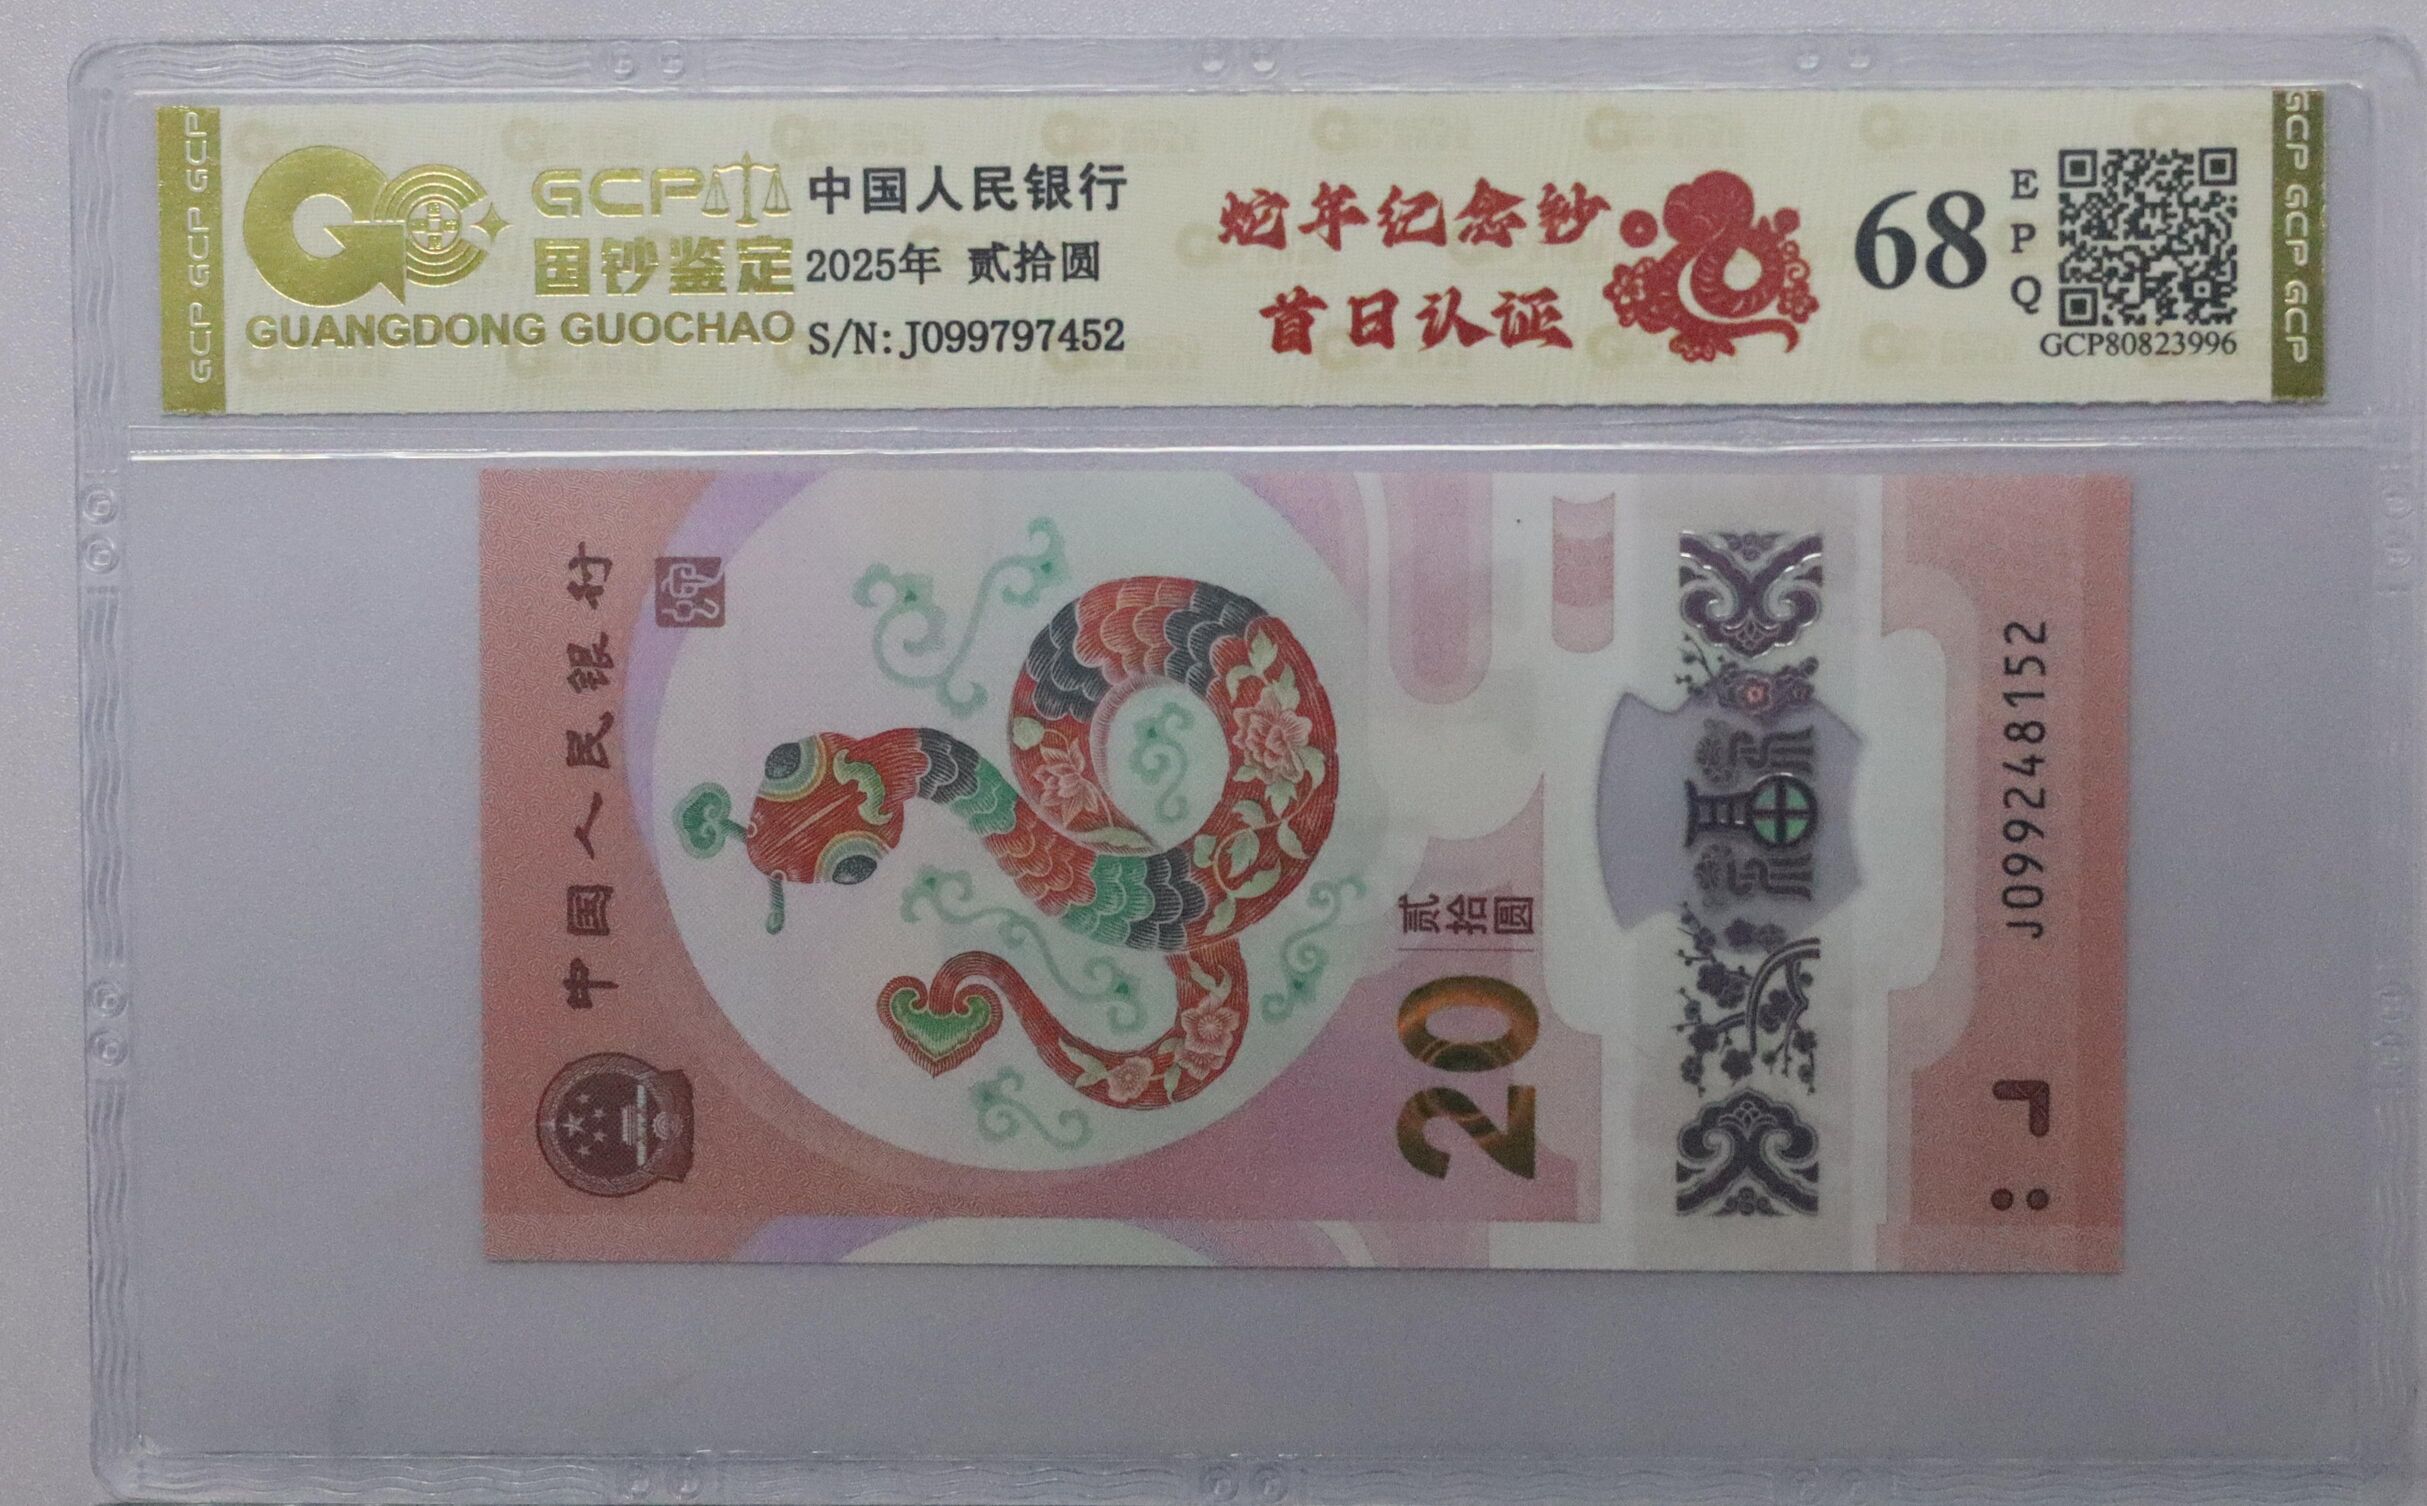 GCP GCP GCP
GCP
国钞鉴定
GUANGDONG GUOCHAO
中国人民银行
2025年 贰拾圆
S/N:J099797452
蛇年纪念钞
首日认证
68
EPQ
GCP80823996
GCP GCP GCP
中国人民银行
20
贰拾圆
福
J099248152